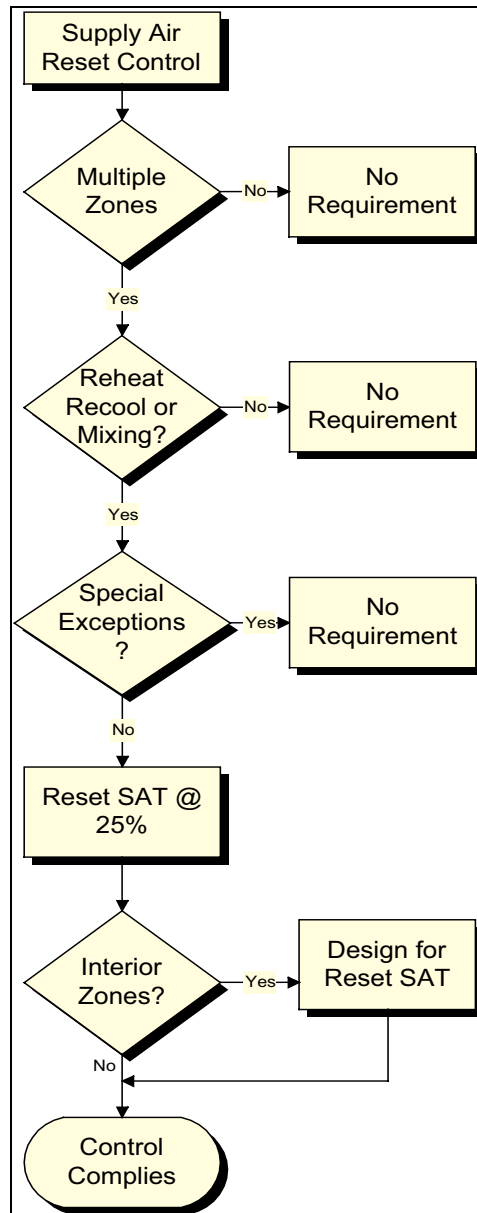 Supply Air
Reset Control
Multiple
Zones
No
No
Requirement
Yes
Reheat
Recool or
Mixing?
No
No
Requirement
Yes
Special
Exceptions
?
Yes
No
Requirement
No
Reset SAT @
25%
Interior
Zones?
Yes
Design for
Reset SAT
No
Control
Complies